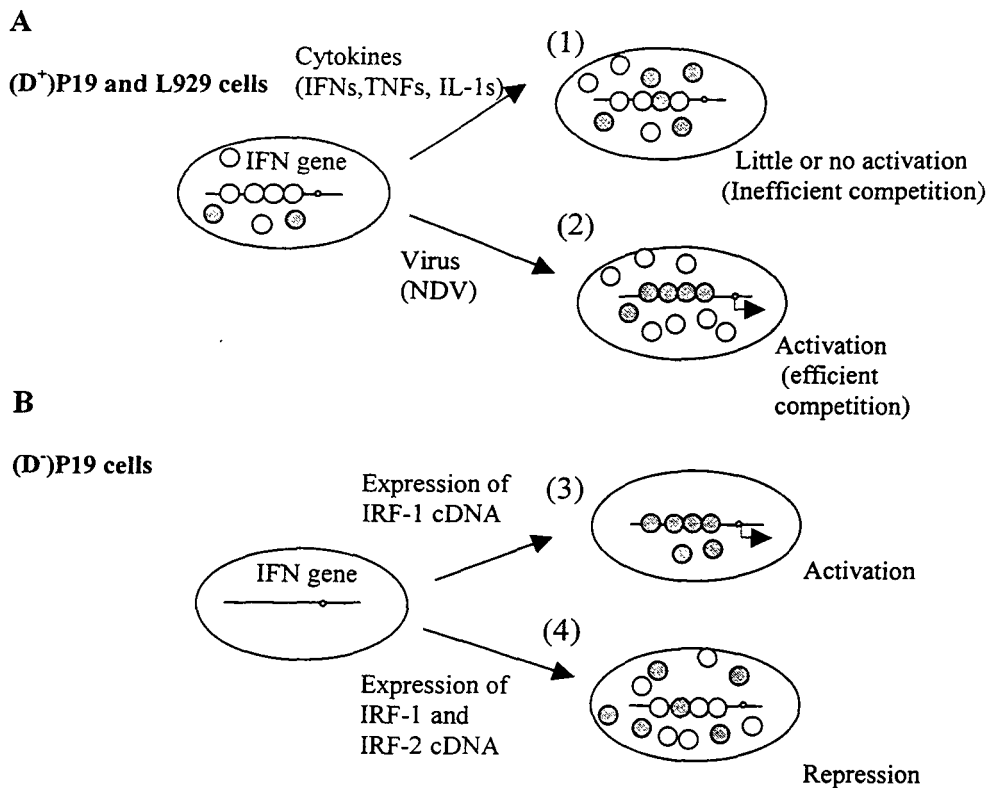 A
(D⁺)P19 and L929 cells
Cytokines
(IFNs,TNFs, IL-1s)
(1)
IFN gene
Little or no activation
(Inefficient competition)
Virus
(NDV)
(2)
Activation
(efficient
competition)
B
(D⁻)P19 cells
Expression of
IRF-1 cDNA
(3)
Activation
IFN gene
Expression of
IRF-1 and
IRF-2 cDNA
(4)
Repression